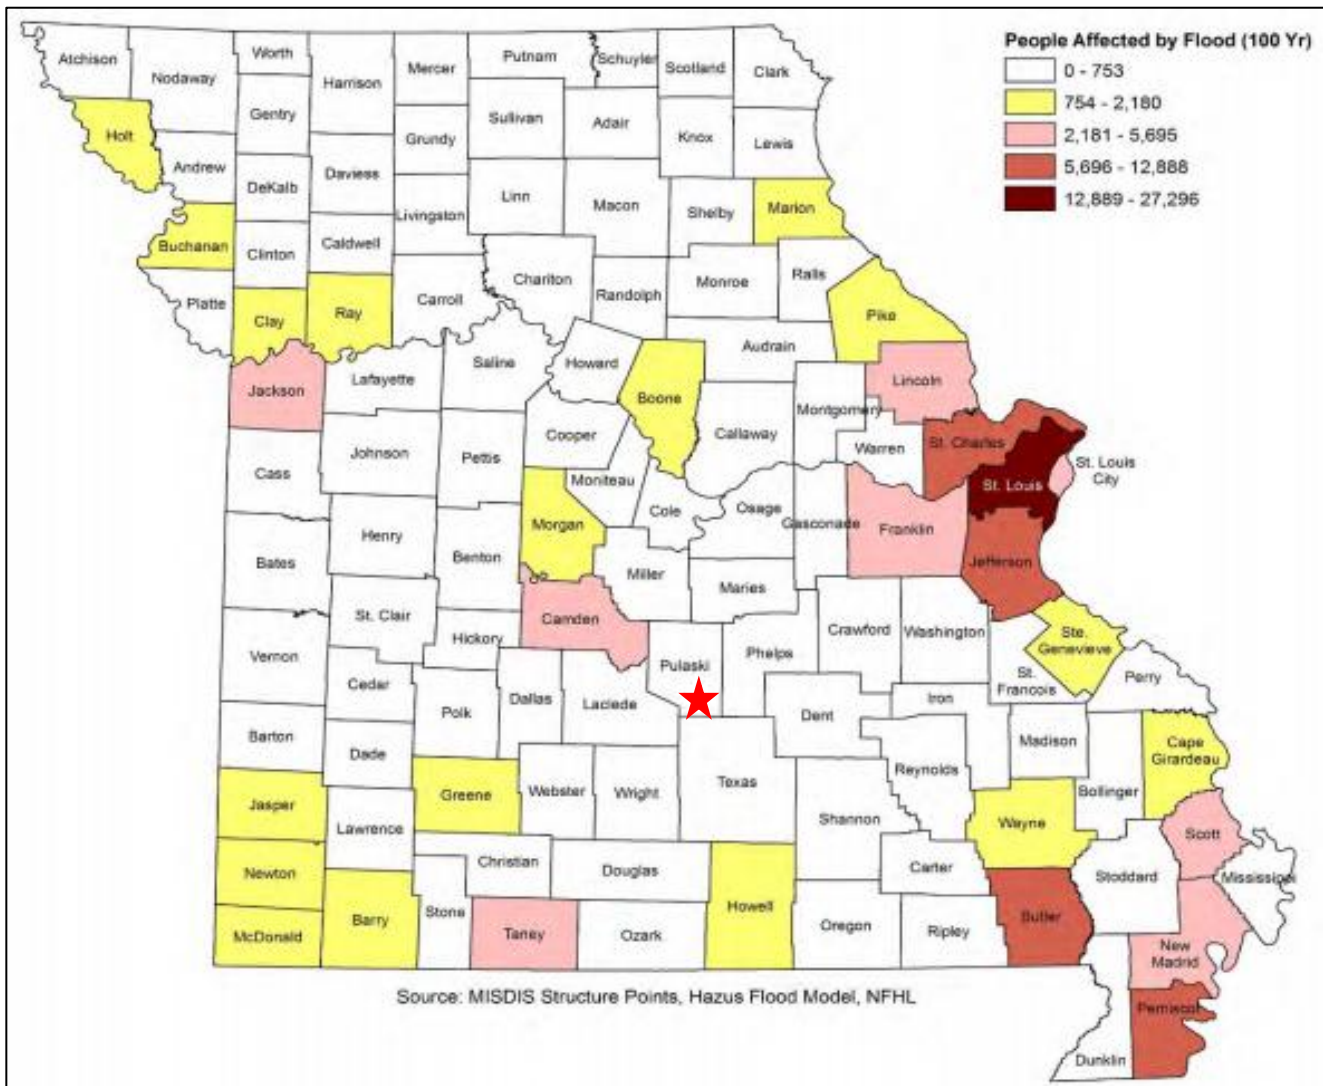 People Affected by Flood (100 Yr)
0 - 753
754 - 2,180
2,181 - 5,695
5,696 - 12,888
12,889 - 27,296
Atchison
Nodaway
Worth
Harrison
Mercer
Putnam
Schuyler
Scotland
Clark
Holt
Gentry
Grundy
Sullivan
Adair
Knox
Lewis
Andrew
DeKalb
Daviess
Livingston
Linn
Macon
Shelby
Marion
Buchanan
Clinton
Caldwell
Chariton
Randolph
Monroe
Ralls
Platte
Clay
Ray
Carroll
Pike
Audrain
Jackson
Lafayette
Saline
Howard
Boone
Lincoln
Callaway
Montgomery
Warren
St. Charles
Cass
Johnson
Pettis
Cooper
Moniteau
Cole
Osage
Gasconade
Franklin
St. Louis
St. Louis
City
Bates
Henry
Benton
Morgan
Miller
Maries
Jefferson
Vernon
St. Clair
Hickory
Camden
Pulaski
Phelps
Crawford
Washington
Ste.
Genevieve
St.
Francois
Perry
Cedar
Polk
Dallas
Laclede
Dent
Iron
Barton
Dade
Madison
Cape
Girardeau
Bollinger
Jasper
Greene
Webster
Wright
Texas
Reynolds
Shannon
Wayne
Scott
Lawrence
Newton
Christian
Douglas
Carter
Stoddard
Mississippi
McDonald
Barry
Stone
Taney
Ozark
Howell
Oregon
Ripley
Butler
New
Madrid
Pemiscot
Dunklin
Source: MISDIS Structure Points, Hazus Flood Model, NFHL